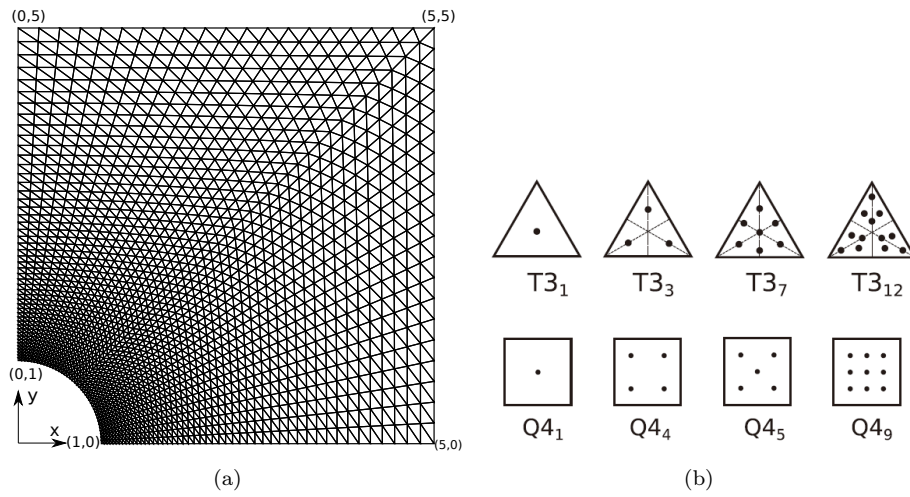 (0,5)
(5,5)
(0,1)
y
x
(1,0)
(5,0)
(a)
T3₁
T3₃
T3₇
T3₁₂
Q4₁
Q4₄
Q4₅
Q4₉
(b)